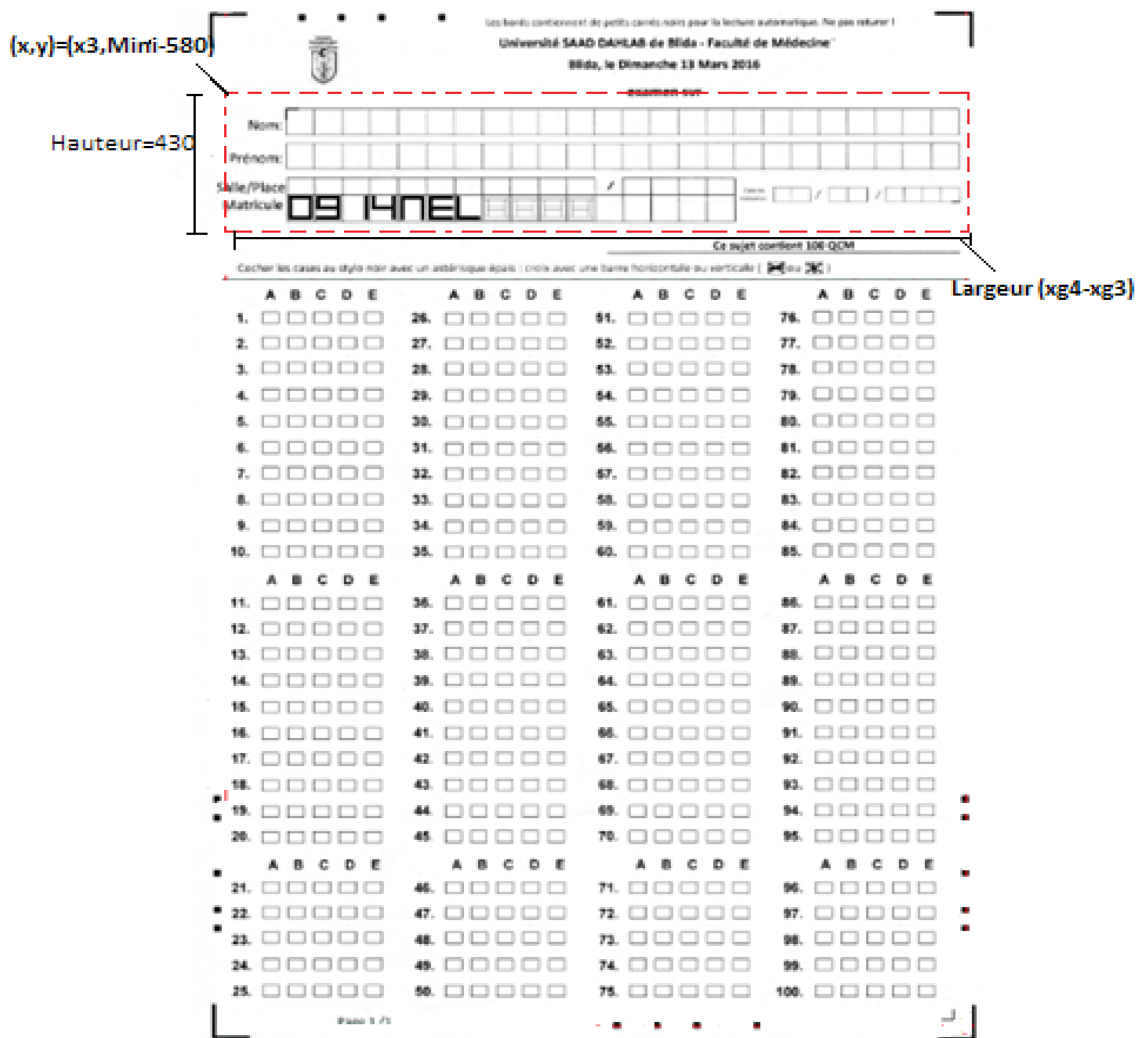 Les bords contiennent de petits carrés noirs pour la lecture automatique. Ne pas raturer !
(x,y)=(x3,Mini-580)
Université SAAD DAHLAB de Blida - Faculté de Médecine
Blida, le Dimanche 13 Mars 2016
examen sur
Hauteur=430
Nom:
Prénom:
Salle/Place / / /
Matricule 09 14NEL
Ce sujet contient 100 QCM
Cocher les cases au stylo noir avec un astérisque épais : croix avec une barre horizontale ou verticale ( ou )
Largeur (xg4-xg3)
A B C D E A B C D E A B C D E A B C D E
1. 26. 51. 76.
2. 27. 52. 77.
3. 28. 53. 78.
4. 29. 54. 79.
5. 30. 55. 80.
6. 31. 56. 81.
7. 32. 57. 82.
8. 33. 58. 83.
9. 34. 59. 84.
10. 35. 60. 85.
A B C D E A B C D E A B C D E A B C D E
11. 36. 61. 86.
12. 37. 62. 87.
13. 38. 63. 88.
14. 39. 64. 89.
15. 40. 65. 90.
16. 41. 66. 91.
17. 42. 67. 92.
18. 43. 68. 93.
19. 44. 69. 94.
20. 45. 70. 95.
A B C D E A B C D E A B C D E A B C D E
21. 46. 71. 96.
22. 47. 72. 97.
23. 48. 73. 98.
24. 49. 74. 99.
25. 50. 75. 100.
Page 1 /1